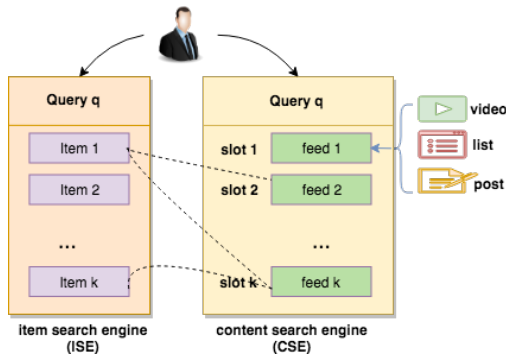 Query q
Item 1
Item 2
...
Item k
item search engine
(ISE)
Query q
slot 1 feed 1
slot 2 feed 2
...
slot k feed k
content search engine
(CSE)
video
list
post